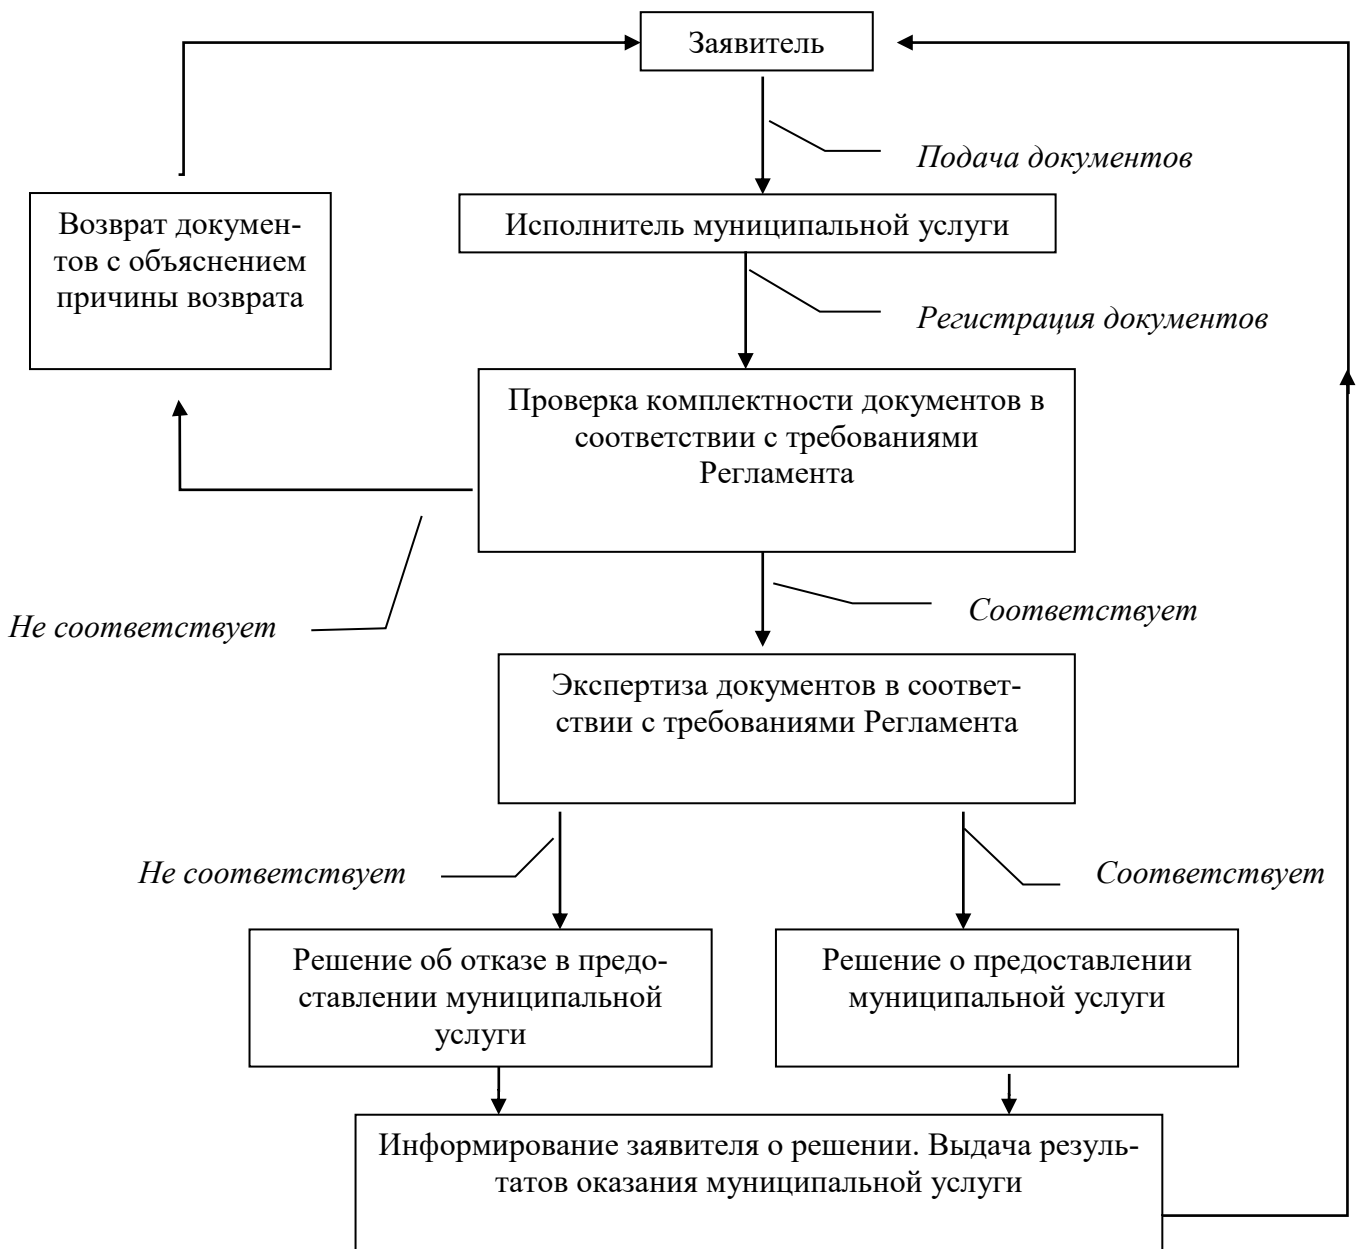 Заявитель
Подача документов
Возврат докумен-
тов с объяснением
причины возврата
Исполнитель муниципальной услуги
Регистрация документов
Проверка комплектности документов в
соответствии с требованиями
Регламента
Не соответствует
Соответствует
Экспертиза документов в соответ-
ствии с требованиями Регламента
Не соответствует
Соответствует
Решение об отказе в предо-
ставлении муниципальной
услуги
Решение о предоставлении
муниципальной услуги
Информирование заявителя о решении. Выдача резуль-
татов оказания муниципальной услуги